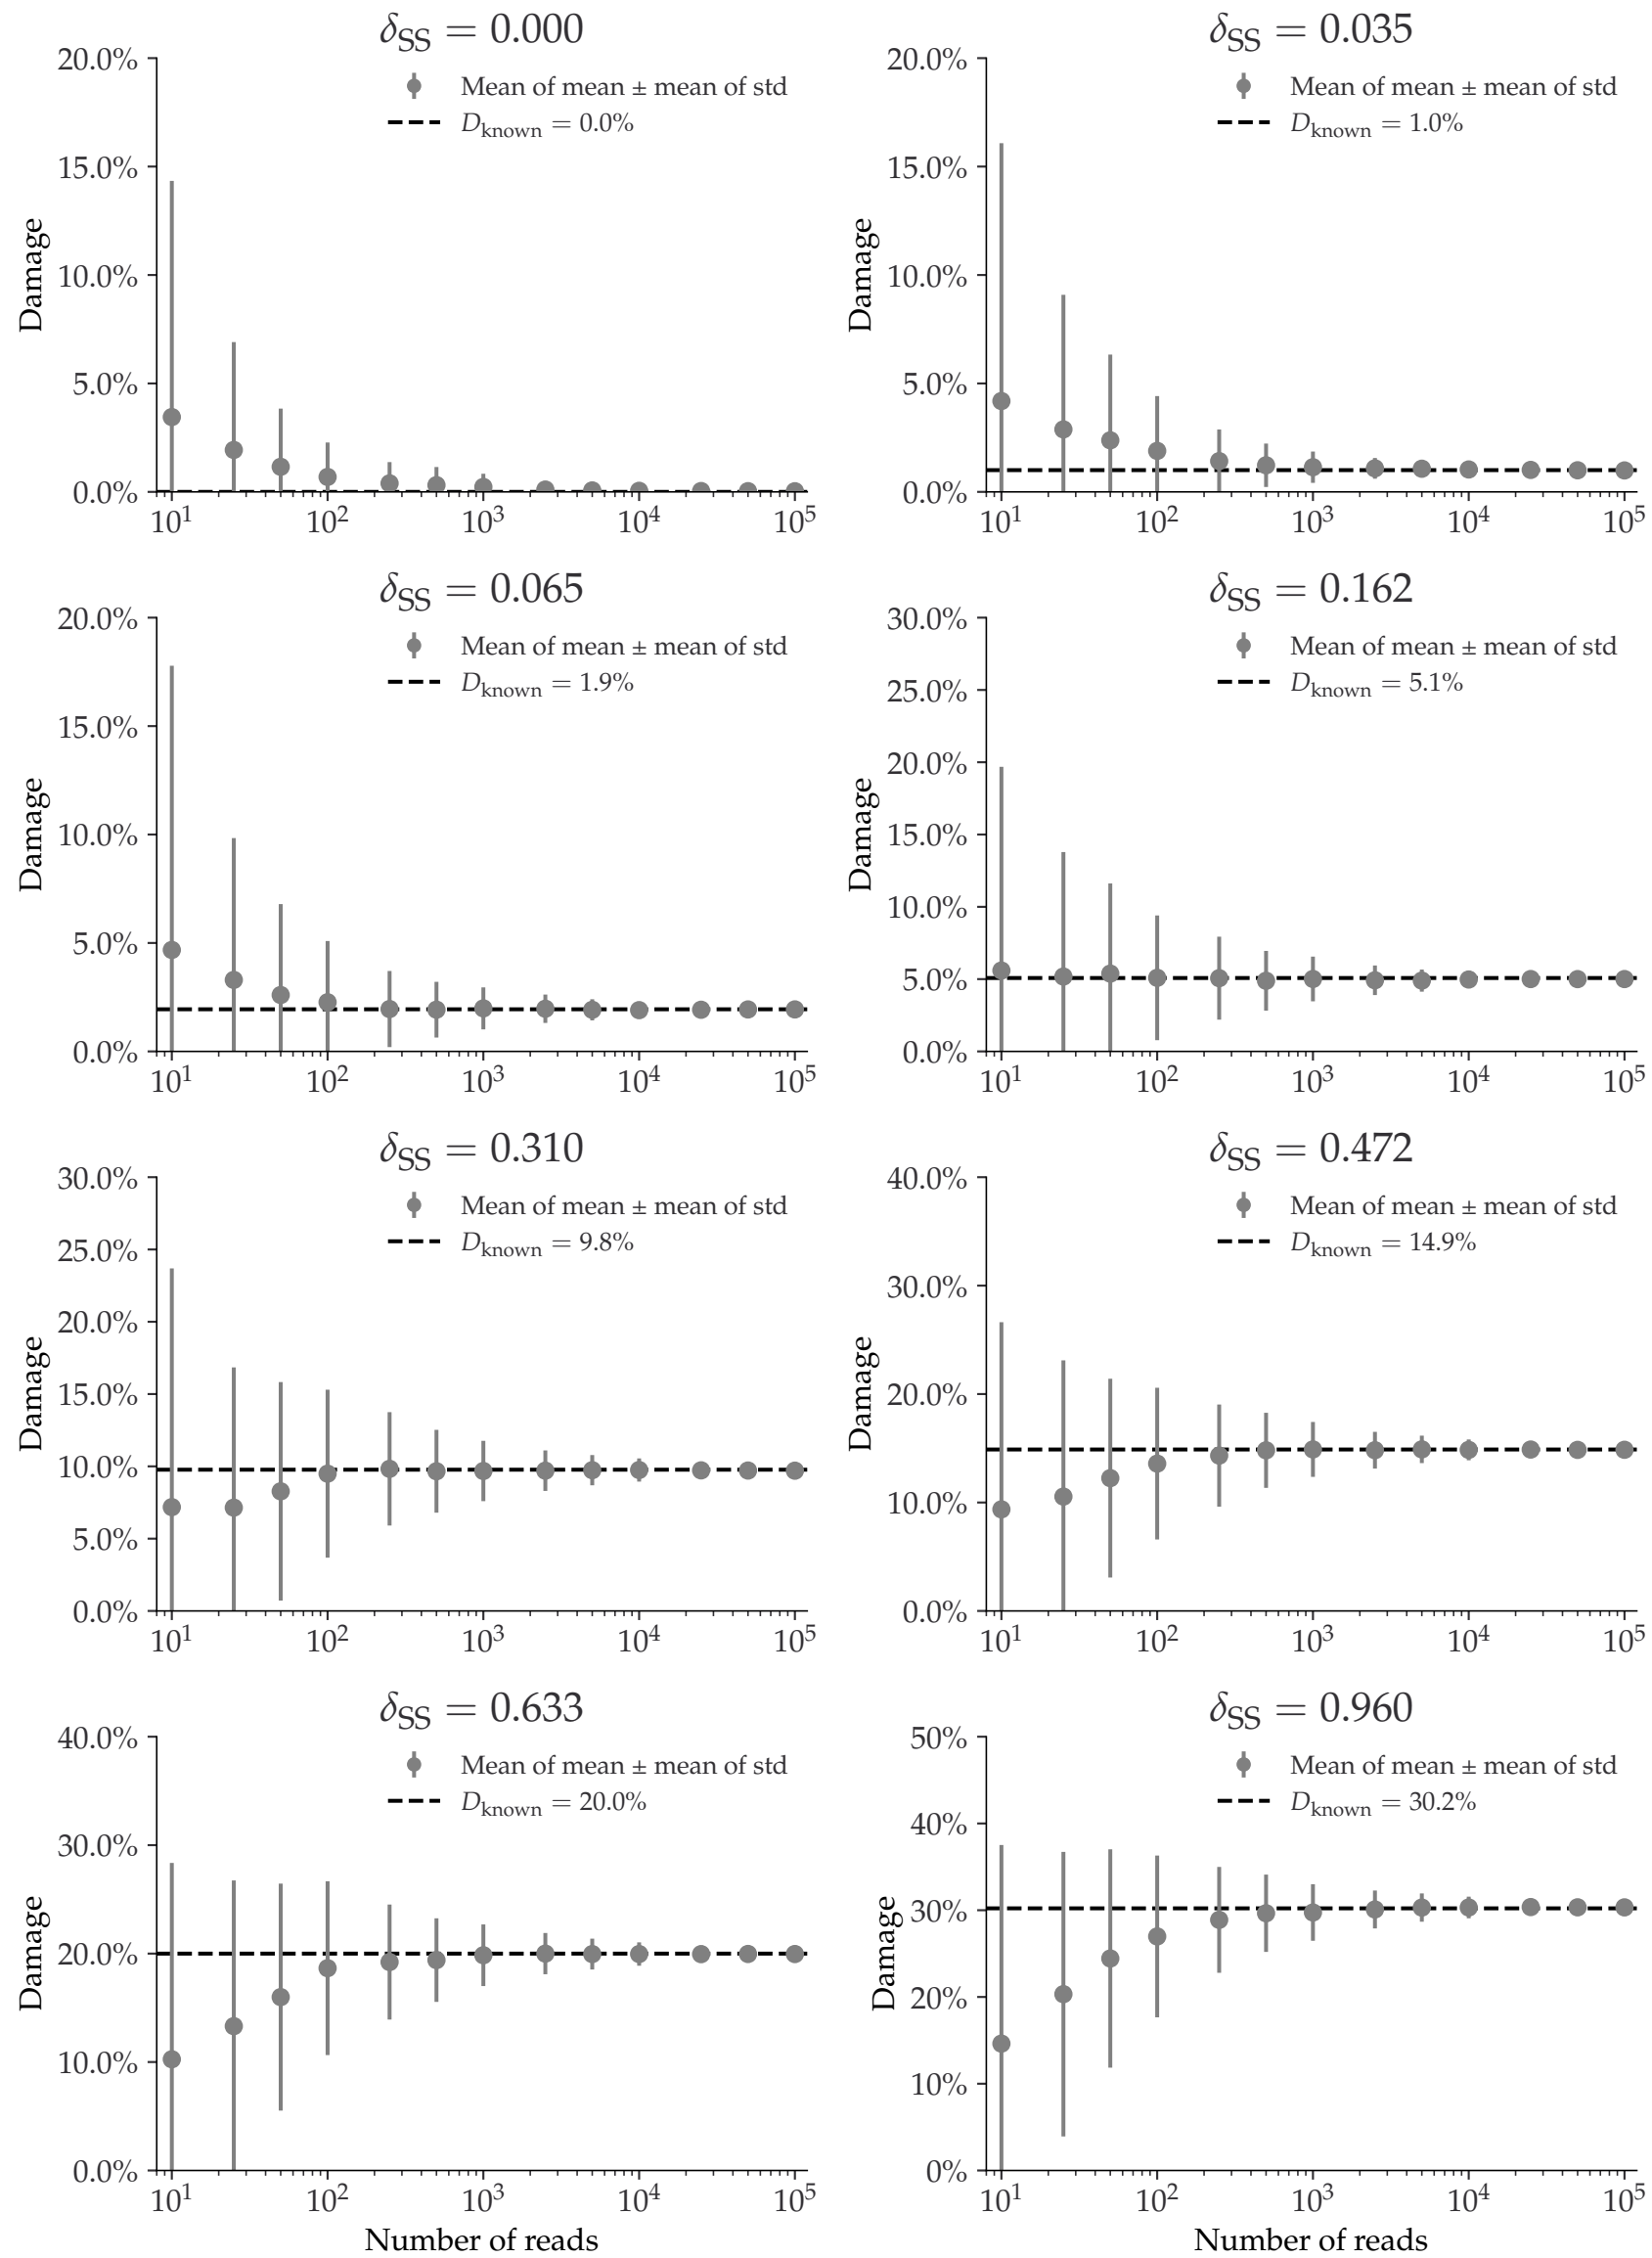 δSS = 0.000
20.0%
15.0%
10.0%
5.0%
0.0%
Damage
Mean of mean ± mean of std
Dknown = 0.0%
10¹ 10² 10³ 10⁴ 10⁵
δSS = 0.035
20.0%
15.0%
10.0%
5.0%
0.0%
Damage
Mean of mean ± mean of std
Dknown = 1.0%
10¹ 10² 10³ 10⁴ 10⁵
δSS = 0.065
20.0%
15.0%
10.0%
5.0%
0.0%
Damage
Mean of mean ± mean of std
Dknown = 1.9%
10¹ 10² 10³ 10⁴ 10⁵
δSS = 0.162
30.0%
25.0%
20.0%
15.0%
10.0%
5.0%
0.0%
Damage
Mean of mean ± mean of std
Dknown = 5.1%
10¹ 10² 10³ 10⁴ 10⁵
δSS = 0.310
30.0%
25.0%
20.0%
15.0%
10.0%
5.0%
0.0%
Damage
Mean of mean ± mean of std
Dknown = 9.8%
10¹ 10² 10³ 10⁴ 10⁵
δSS = 0.472
40.0%
30.0%
20.0%
10.0%
0.0%
Damage
Mean of mean ± mean of std
Dknown = 14.9%
10¹ 10² 10³ 10⁴ 10⁵
δSS = 0.633
40.0%
30.0%
20.0%
10.0%
0.0%
Damage
Mean of mean ± mean of std
Dknown = 20.0%
10¹ 10² 10³ 10⁴ 10⁵
Number of reads
δSS = 0.960
50%
40%
30%
20%
10%
0%
Damage
Mean of mean ± mean of std
Dknown = 30.2%
10¹ 10² 10³ 10⁴ 10⁵
Number of reads